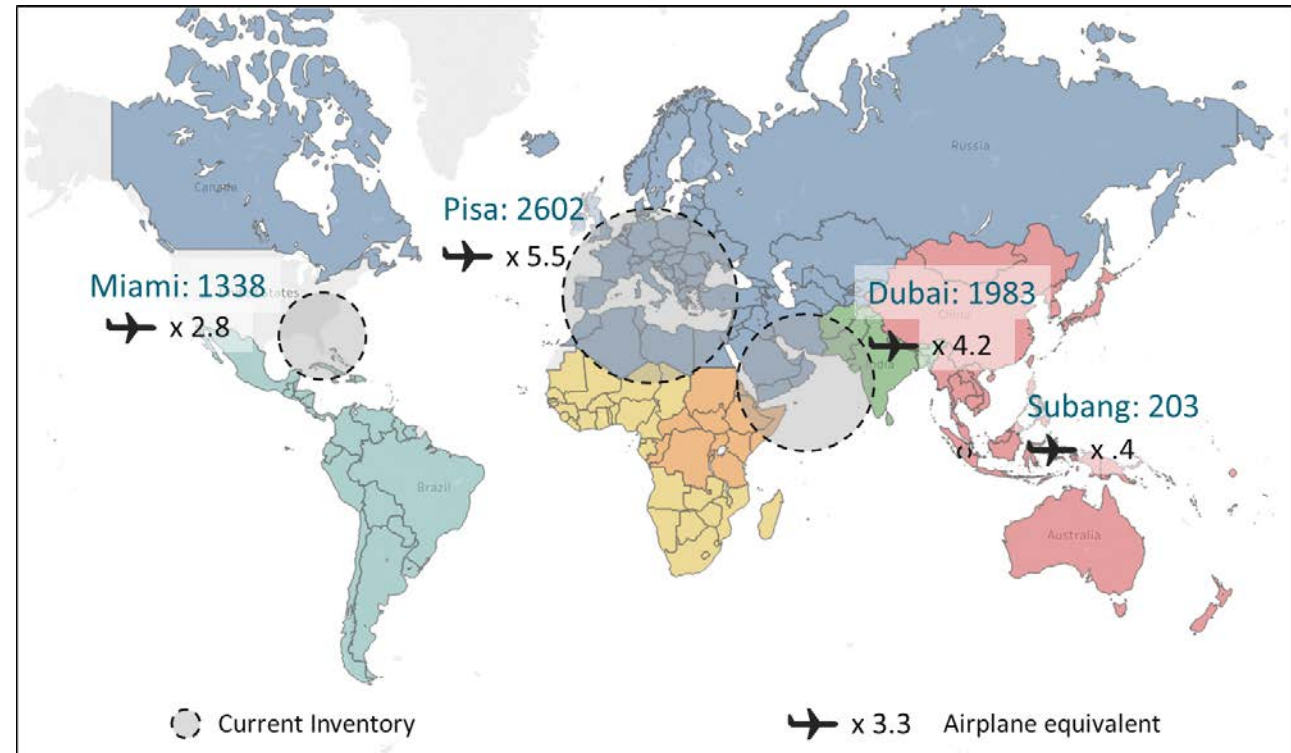 Russia
Canada
Pisa: 2602
x 5.5
Miami: 1338
States
x 2.8
Dubai: 1983
China
x 4.2
India
Subang: 203
x .4
Brazil
Australia
Current Inventory
x 3.3 Airplane equivalent